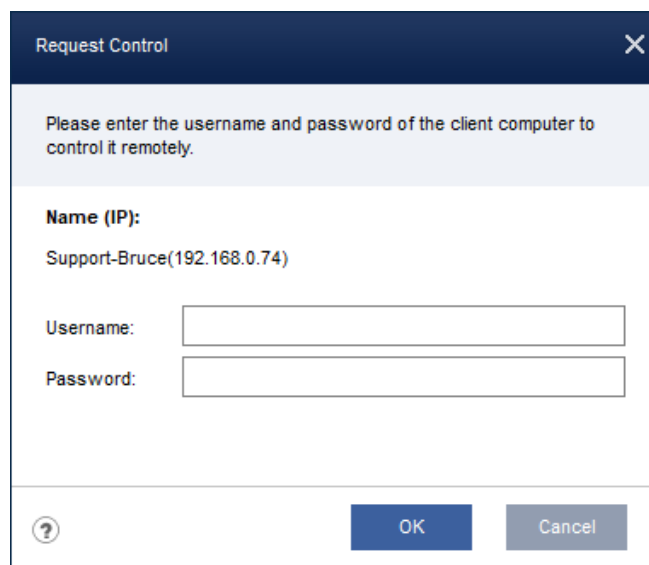 Request Control
Please enter the username and password of the client computer to
control it remotely.
Name (IP):
Support-Bruce(192.168.0.74)
Username:
Password:
?
OK
Cancel